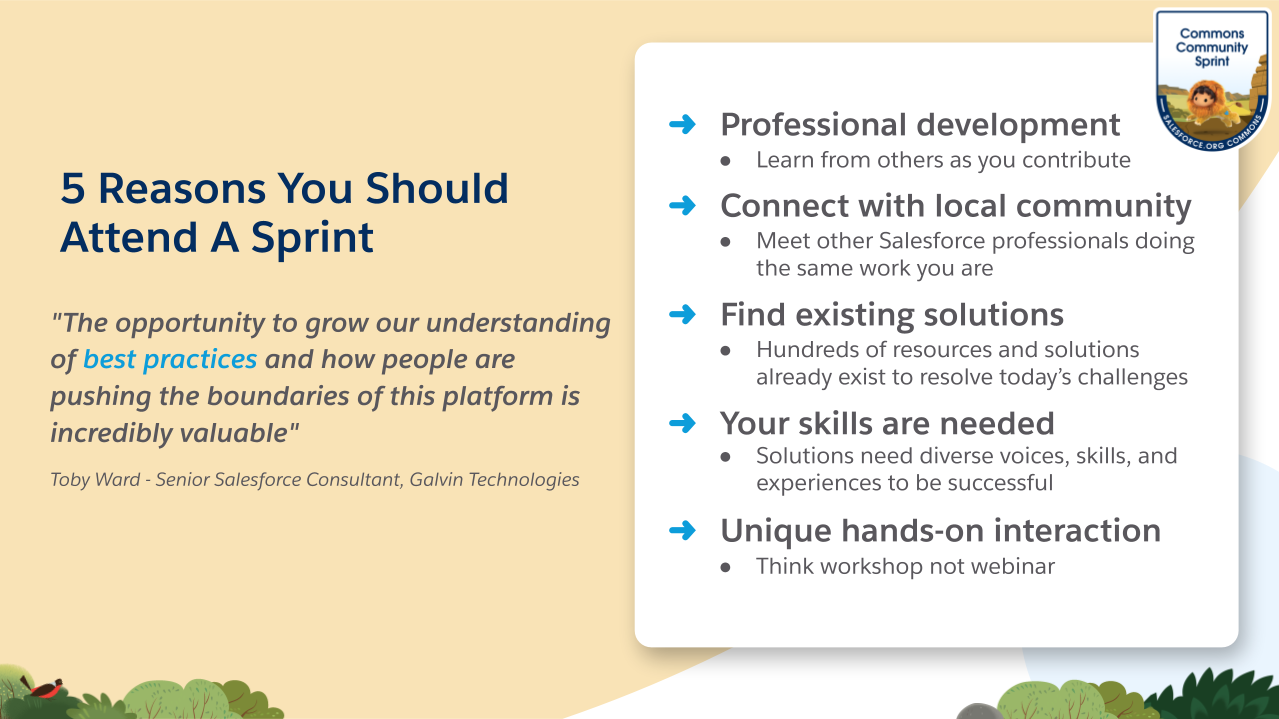 Commons
Community
Sprint
SALESFORCE.ORG COMMONS
5 Reasons You Should
Attend A Sprint
"The opportunity to grow our understanding
of best practices and how people are
pushing the boundaries of this platform is
incredibly valuable"
Toby Ward - Senior Salesforce Consultant, Galvin Technologies
➜ Professional development
● Learn from others as you contribute
➜ Connect with local community
● Meet other Salesforce professionals doing
the same work you are
➜ Find existing solutions
● Hundreds of resources and solutions
already exist to resolve today’s challenges
➜ Your skills are needed
● Solutions need diverse voices, skills, and
experiences to be successful
➜ Unique hands-on interaction
● Think workshop not webinar